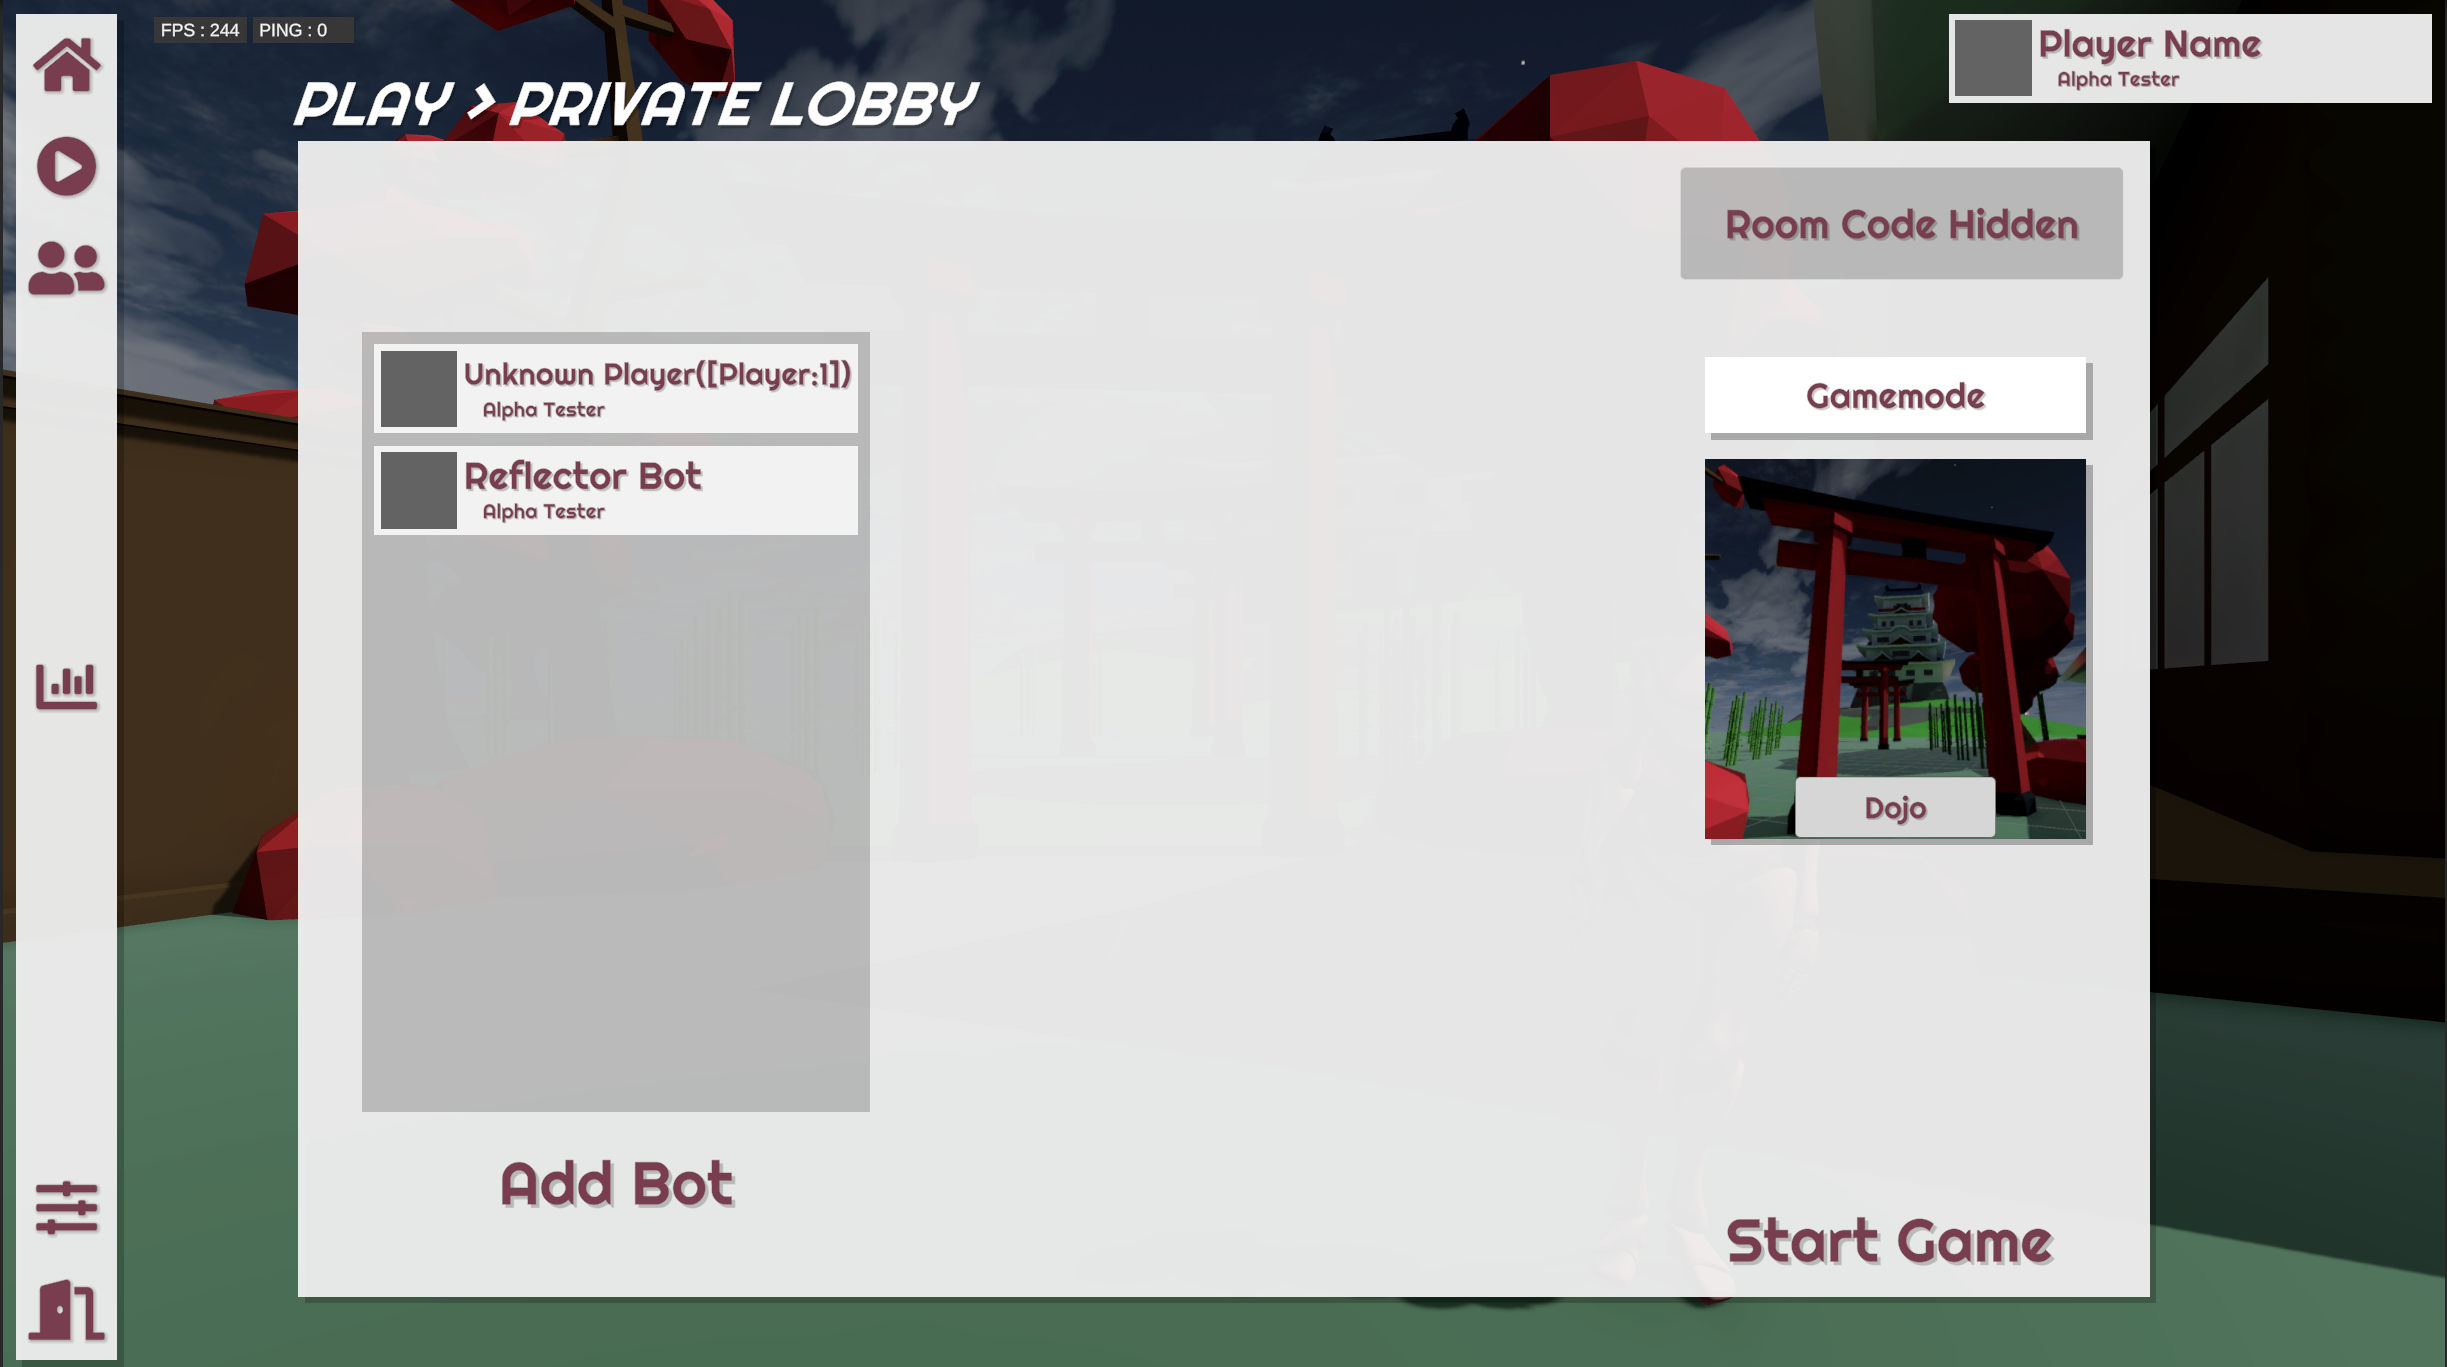 FPS : 244 PING : 0
Player Name
Alpha Tester
PLAY > PRIVATE LOBBY
Room Code Hidden
Unknown Player([Player:1])
Alpha Tester
Gamemode
Reflector Bot
Alpha Tester
Dojo
Add Bot
Start Game